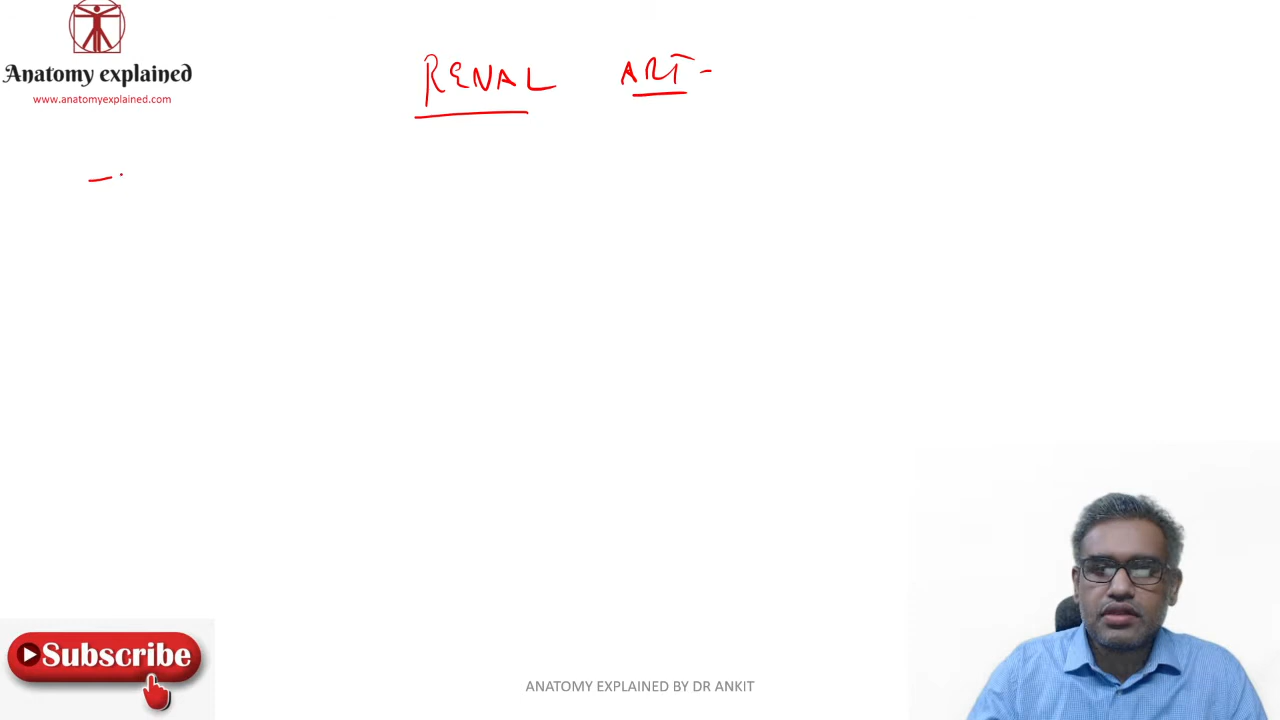 Anatomy explained
www.anatomyexplained.com
RENAL ART-
Subscribe
ANATOMY EXPLAINED BY DR ANKIT